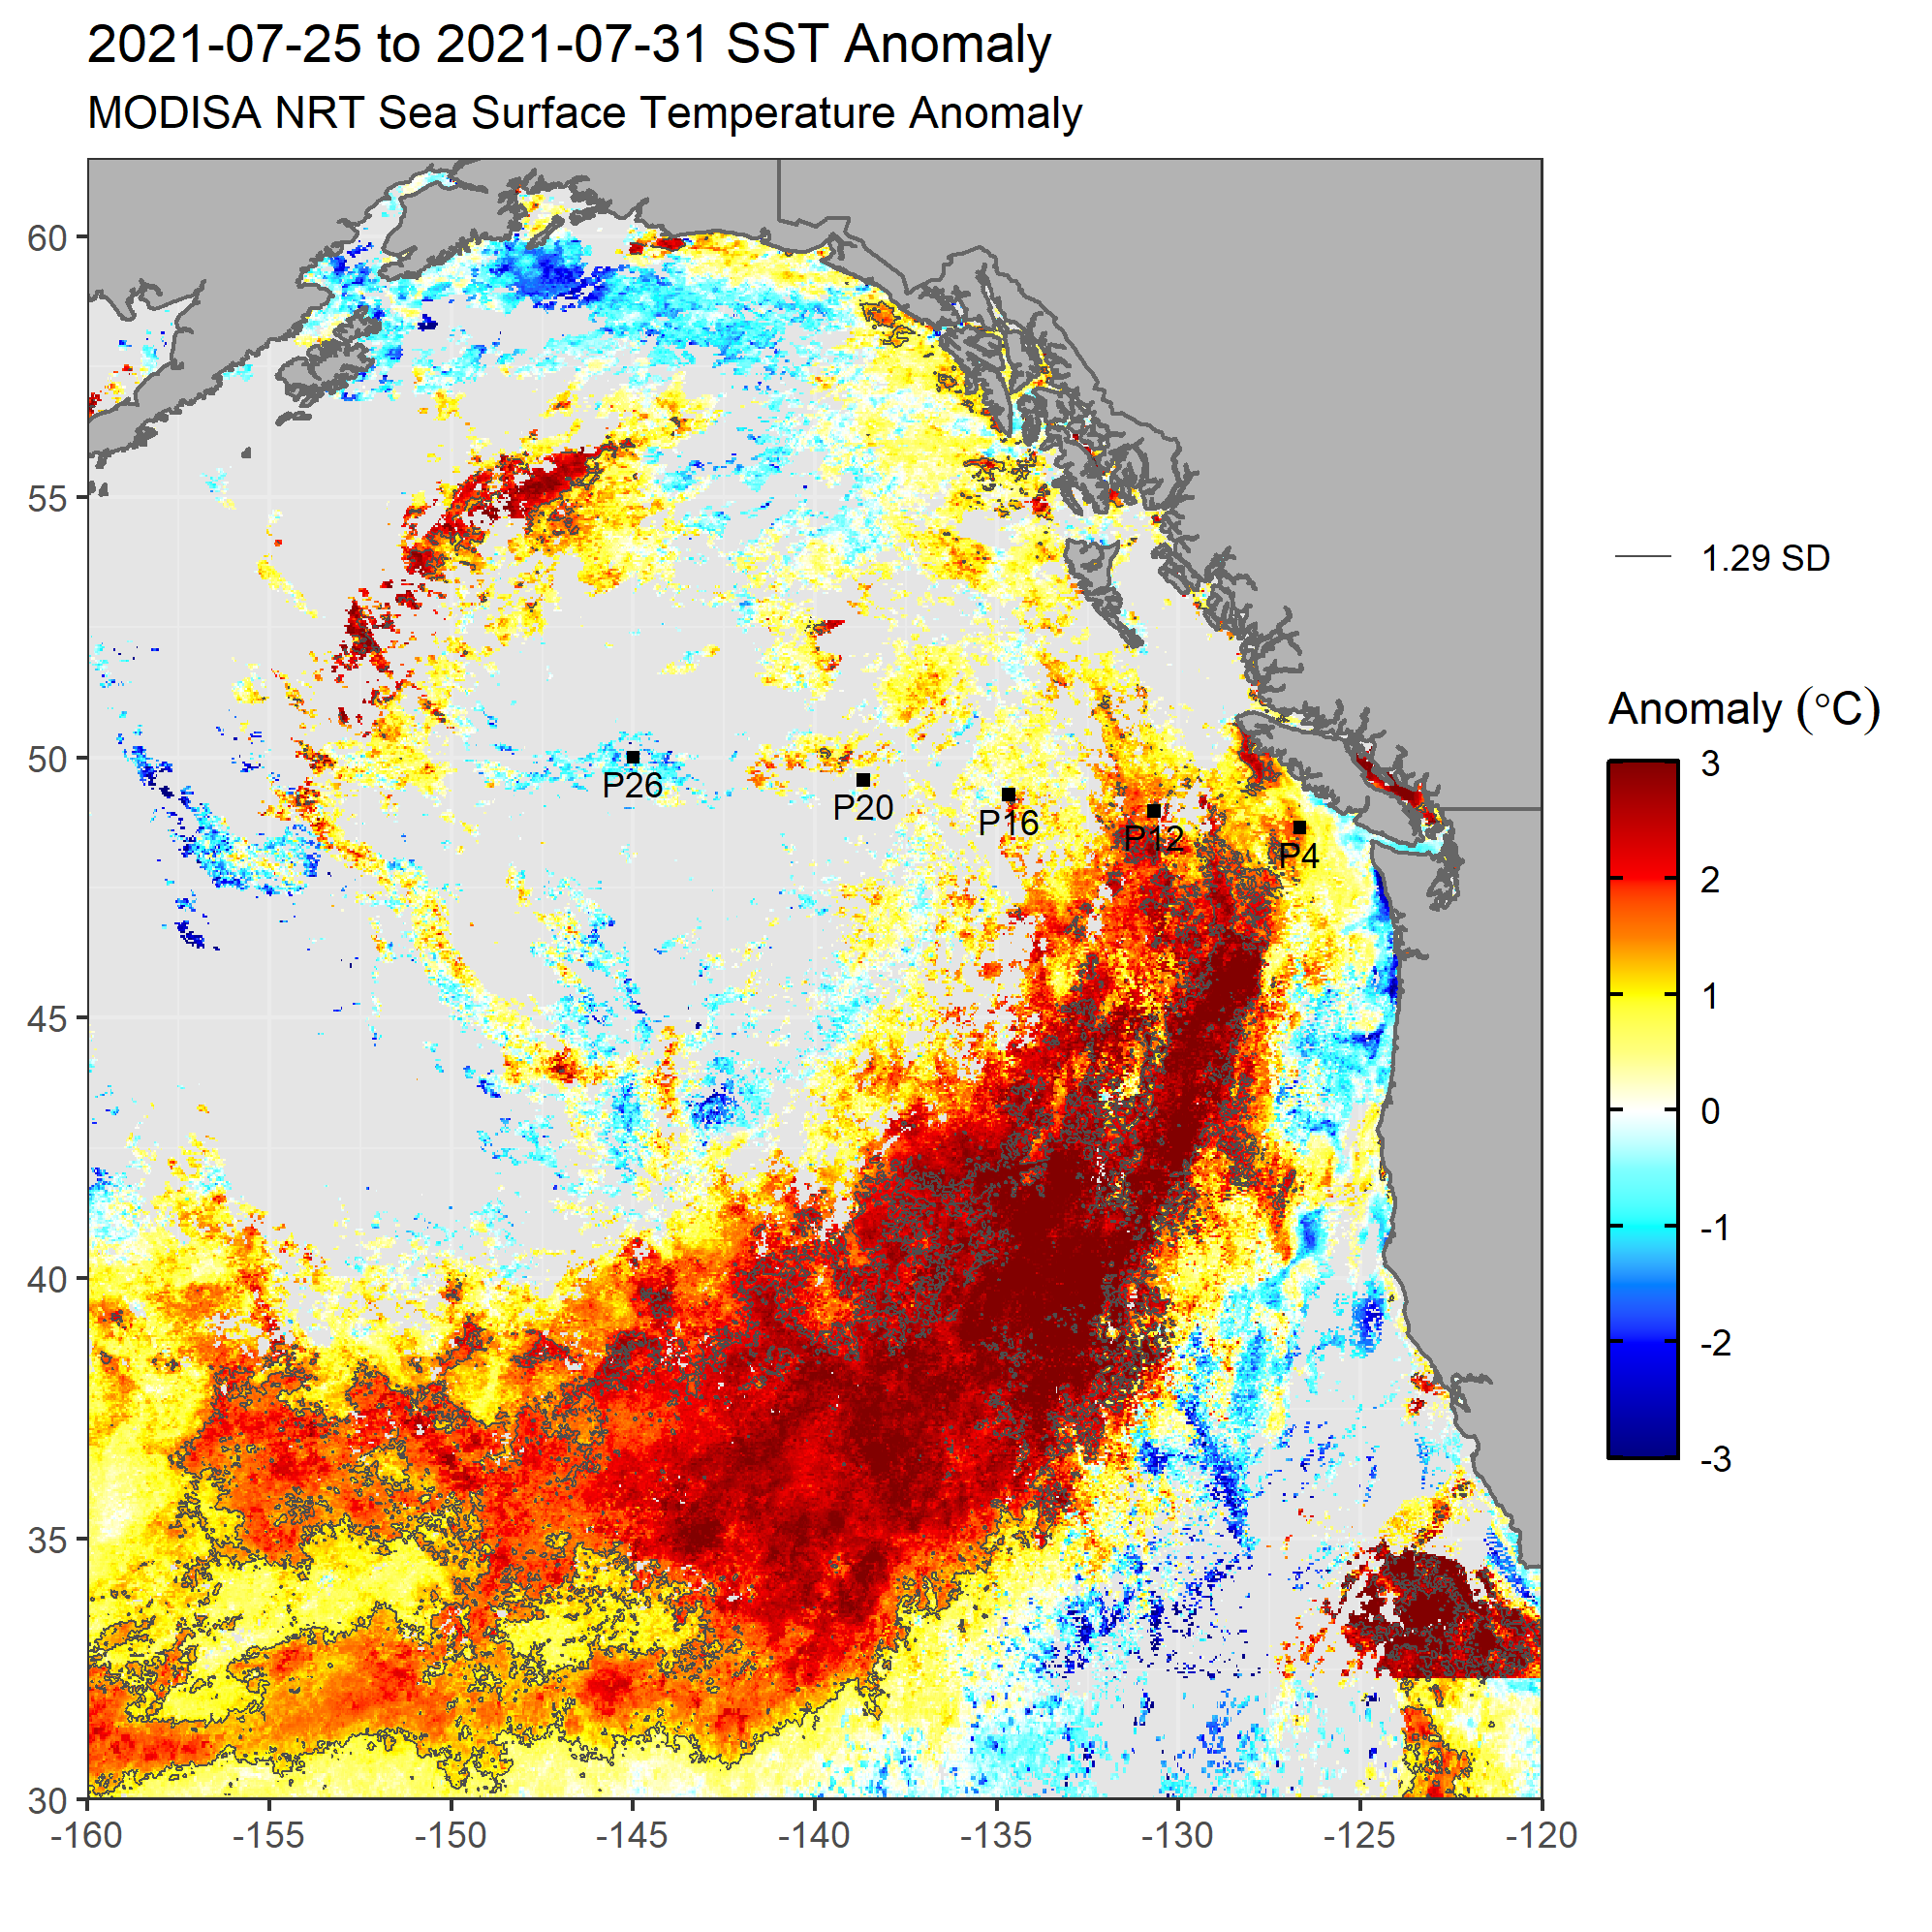 2021-07-25 to 2021-07-31 SST Anomaly
MODISA NRT Sea Surface Temperature Anomaly
60
55
50
45
40
35
30
-160
-155
-150
-145
-140
-135
-130
-125
-120
P26
P20
P16
P12
P4
1.29 SD
Anomaly (°C)
3
2
1
0
-1
-2
-3